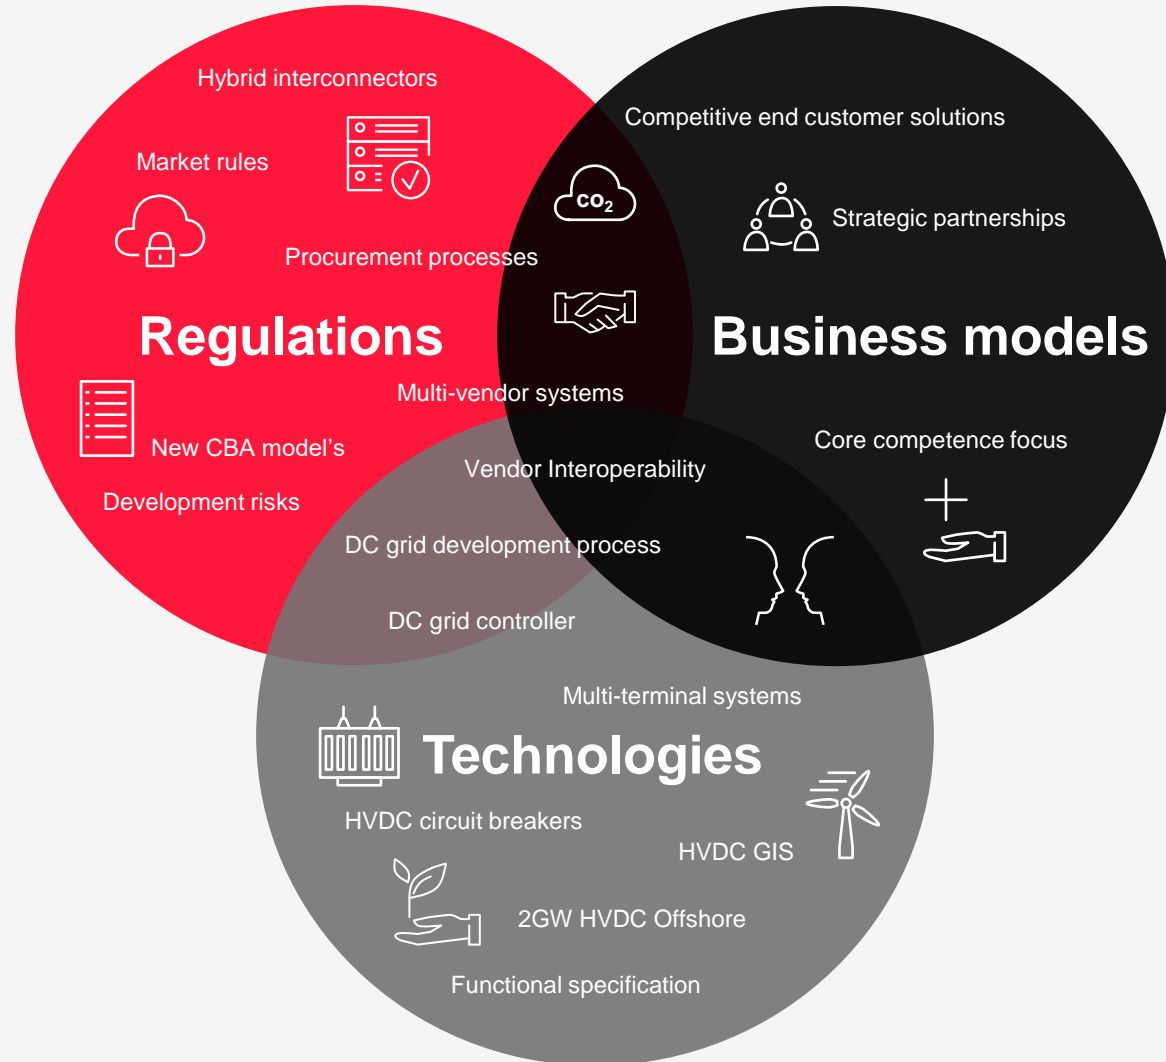 Hybrid interconnectors
Competitive end customer solutions
Market rules
CO₂
Strategic partnerships
Procurement processes
Regulations
Business models
Multi-vendor systems
New CBA model's
Core competence focus
Vendor Interoperability
Development risks
DC grid development process
DC grid controller
Multi-terminal systems
Technologies
HVDC circuit breakers
HVDC GIS
2GW HVDC Offshore
Functional specification